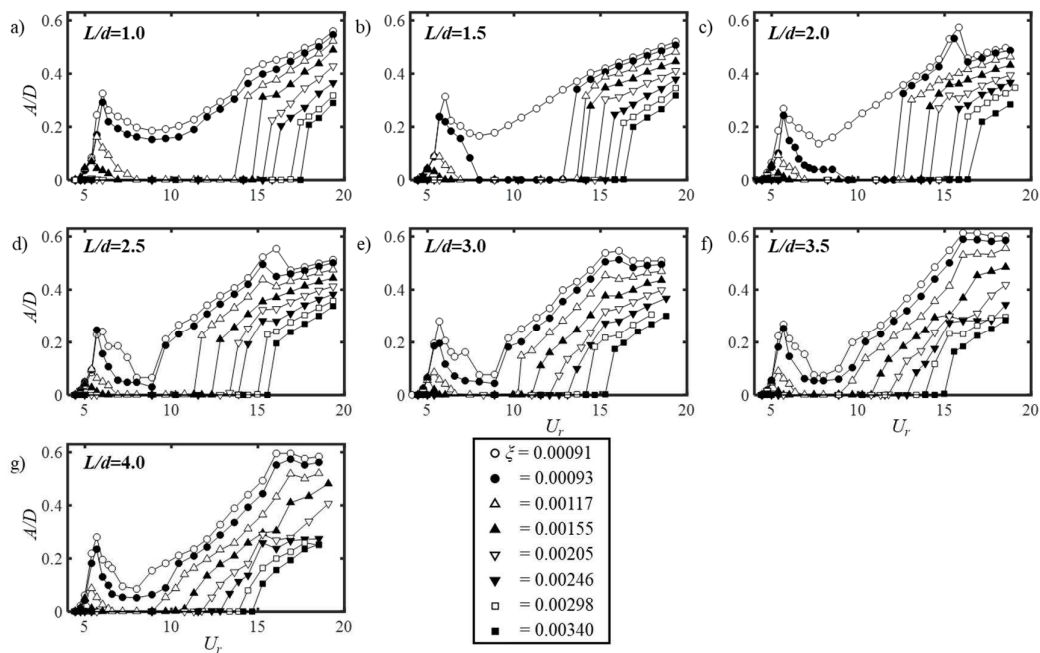 a) L/d=1.0
0.6
0.4
0.2
0
A/D
5 10 15 20
b) L/d=1.5
0.6
0.4
0.2
0
5 10 15 20
c) L/d=2.0
0.6
0.4
0.2
0
5 10 15 20
d) L/d=2.5
0.6
0.4
0.2
0
A/D
5 10 15 20
e) L/d=3.0
0.6
0.4
0.2
0
5 10 15 20
U_r
f) L/d=3.5
0.6
0.4
0.2
0
5 10 15 20
U_r
g) L/d=4.0
0.6
0.4
0.2
0
A/D
5 10 15 20
U_r
ξ = 0.00091
= 0.00093
= 0.00117
= 0.00155
= 0.00205
= 0.00246
= 0.00298
= 0.00340